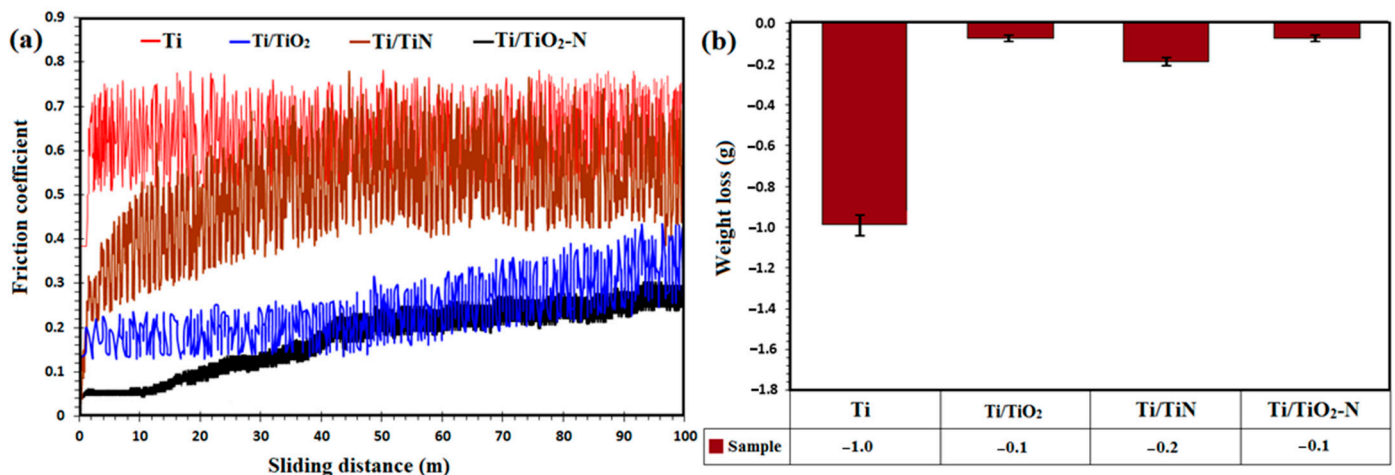 (a)
Ti Ti/TiO₂ Ti/TiN Ti/TiO₂-N
Friction coefficient
0.9
0.8
0.7
0.6
0.5
0.4
0.3
0.2
0.1
0
0 10 20 30 40 50 60 70 80 90 100
Sliding distance (m)
(b)
Weight loss (g)
0.0
−0.2
−0.4
−0.6
−0.8
−1.0
−1.2
−1.4
−1.6
−1.8
Ti Ti/TiO₂ Ti/TiN Ti/TiO₂-N
Sample −1.0 −0.1 −0.2 −0.1